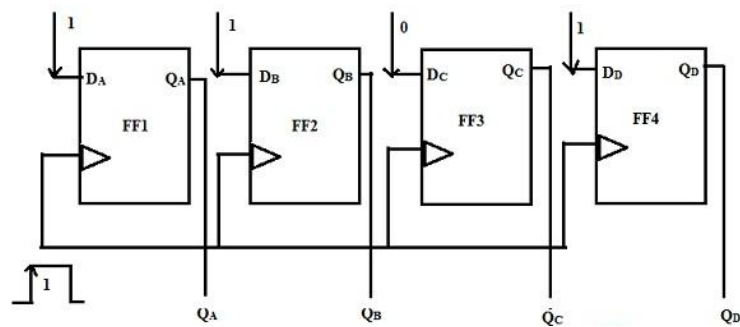 1 1 0 1
DA QA DB QB DC QC DD QD
FF1 FF2 FF3 FF4
1
QA QB QC QD